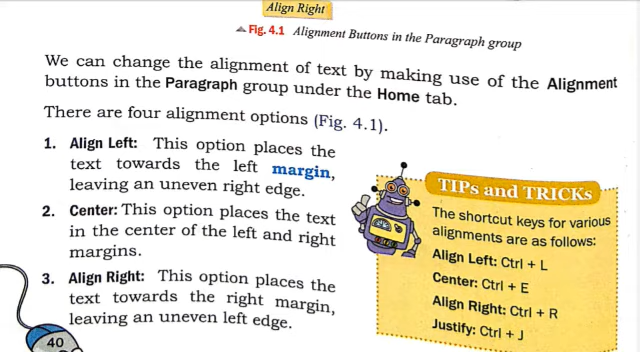 Align Right
Fig. 4.1 Alignment Buttons in the Paragraph group
We can change the alignment of text by making use of the Alignment
buttons in the Paragraph group under the Home tab.
There are four alignment options (Fig. 4.1).
1. Align Left: This option places the
text towards the left margin,
leaving an uneven right edge.
2. Center: This option places the text
in the center of the left and right
margins.
3. Align Right: This option places the
text towards the right margin,
leaving an uneven left edge.
TIPs and TRICKs
The shortcut keys for various
alignments are as follows:
Align Left: Ctrl + L
Center: Ctrl + E
Align Right: Ctrl + R
Justify: Ctrl + J
40